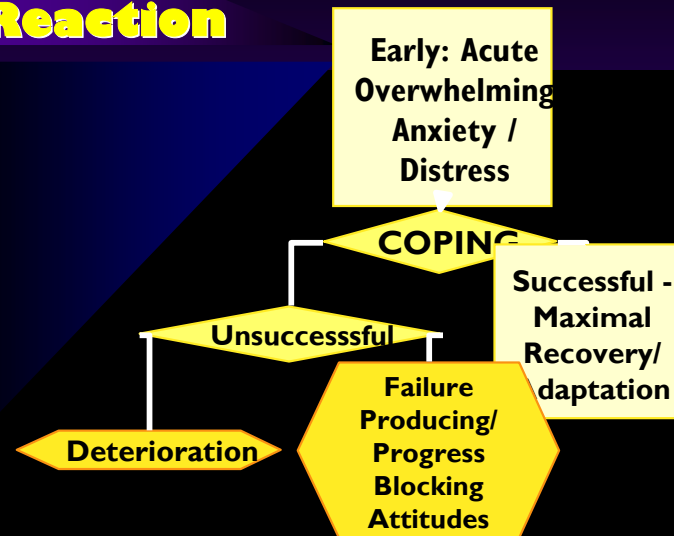 Reaction
Early: Acute
Overwhelming
Anxiety /
Distress
COPING
Successful -
Maximal
Recovery/
daptation
Unsuccesssful
Failure
Producing/
Progress
Blocking
Attitudes
Deterioration